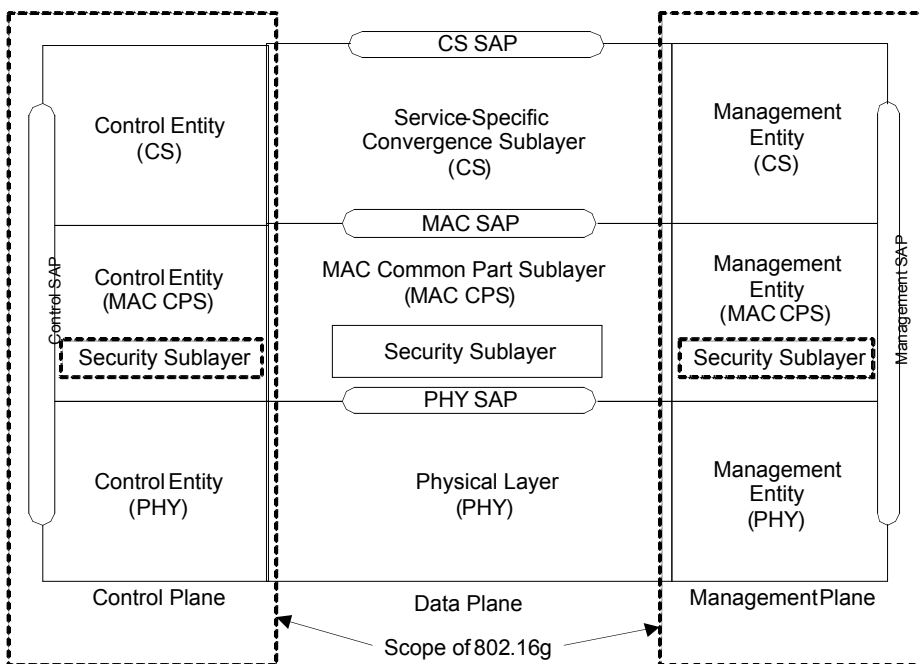 CS SAP
Control Entity
(CS)
Service-Specific
Convergence Sublayer
(CS)
Management
Entity
(CS)
MAC SAP
Control SAP
Control Entity
(MAC CPS)
Security Sublayer
MAC Common Part Sublayer
(MAC CPS)
Security Sublayer
Management
Entity
(MAC CPS)
Security Sublayer
Management SAP
PHY SAP
Control Entity
(PHY)
Physical Layer
(PHY)
Management
Entity
(PHY)
Control Plane
Data Plane
Management Plane
Scope of 802.16g